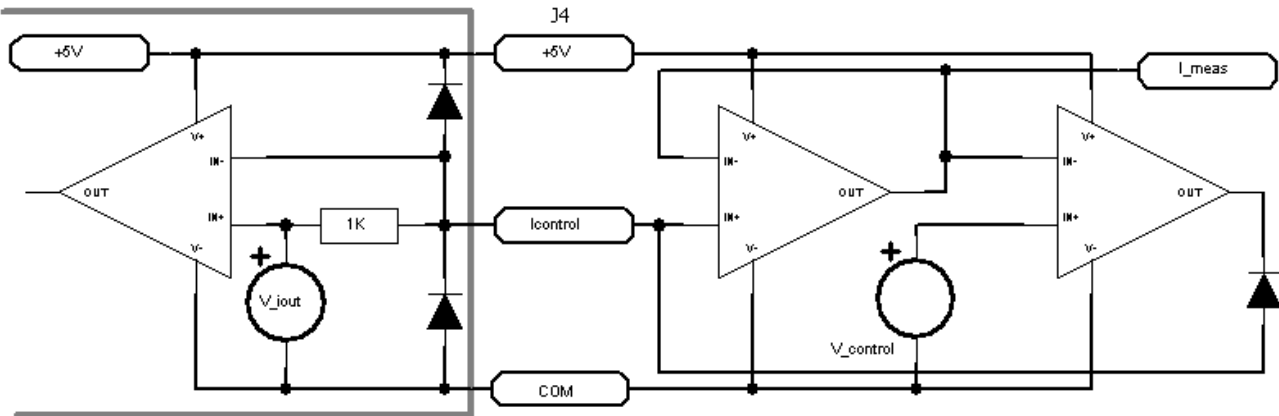 J4
+5V
+5V
I_meas
V+
IN-
OUT
IN+
V-
1K
V_iout
Icontrol
V+
IN-
OUT
IN+
V-
V+
IN-
OUT
IN+
V-
+
+
V_control
COM